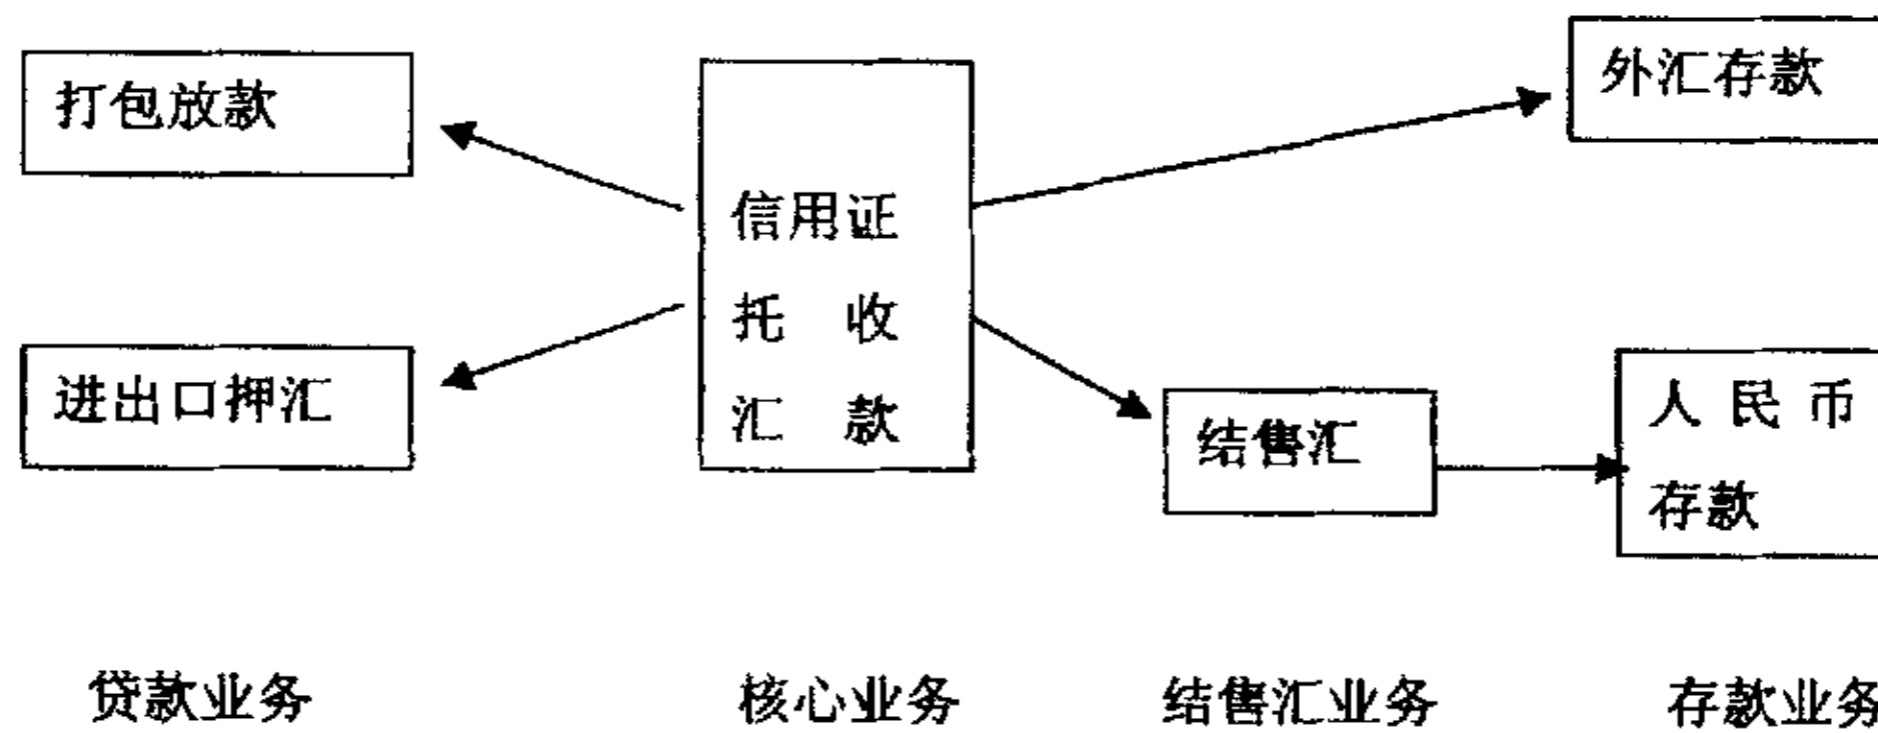 打包放款
外汇存款
信用证
托 收
汇 款
进出口押汇
结售汇
人 民 币
存款
贷款业务
核心业务
结售汇业务
存款业务